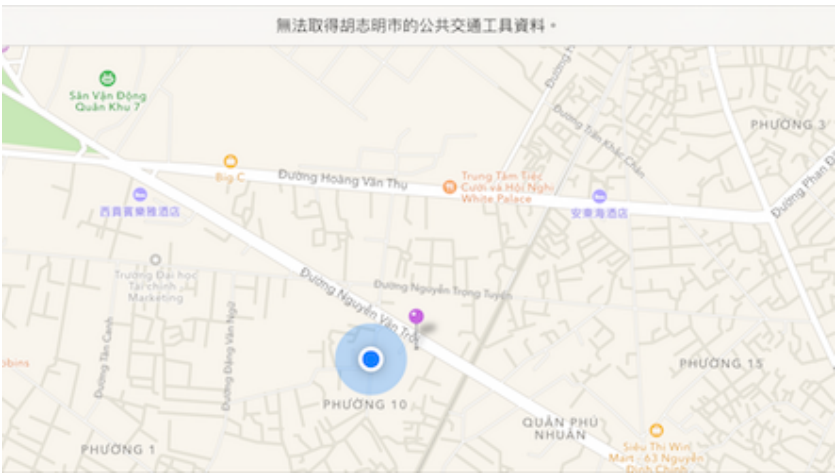 無法取得胡志明市的公共交通工具資料。
Sân Vận Động
Quân Khu 7
Big C
Đường Hoàng Văn Thụ
Trung Tâm Tiệc
Cưới và Hội Nghị
White Palace
Đường Trần Khắc Chân
PHƯỜNG 3
Đường Phan Đă
西貢賓樂雅酒店
安東海酒店
Trường Đại học
Tài chính
Marketing
Đường Nguyễn Văn Trỗi
Đường Nguyễn Trọng Tuyển
Đường Tân Canh
Đường Đặng Văn Ngữ
obins
PHƯỜNG 10
PHƯỜNG 15
QUẬN PHÚ
NHUẬN
PHƯỜNG 1
Siêu Thị Win
Mart - 63 Nguyễn
Đình Chính